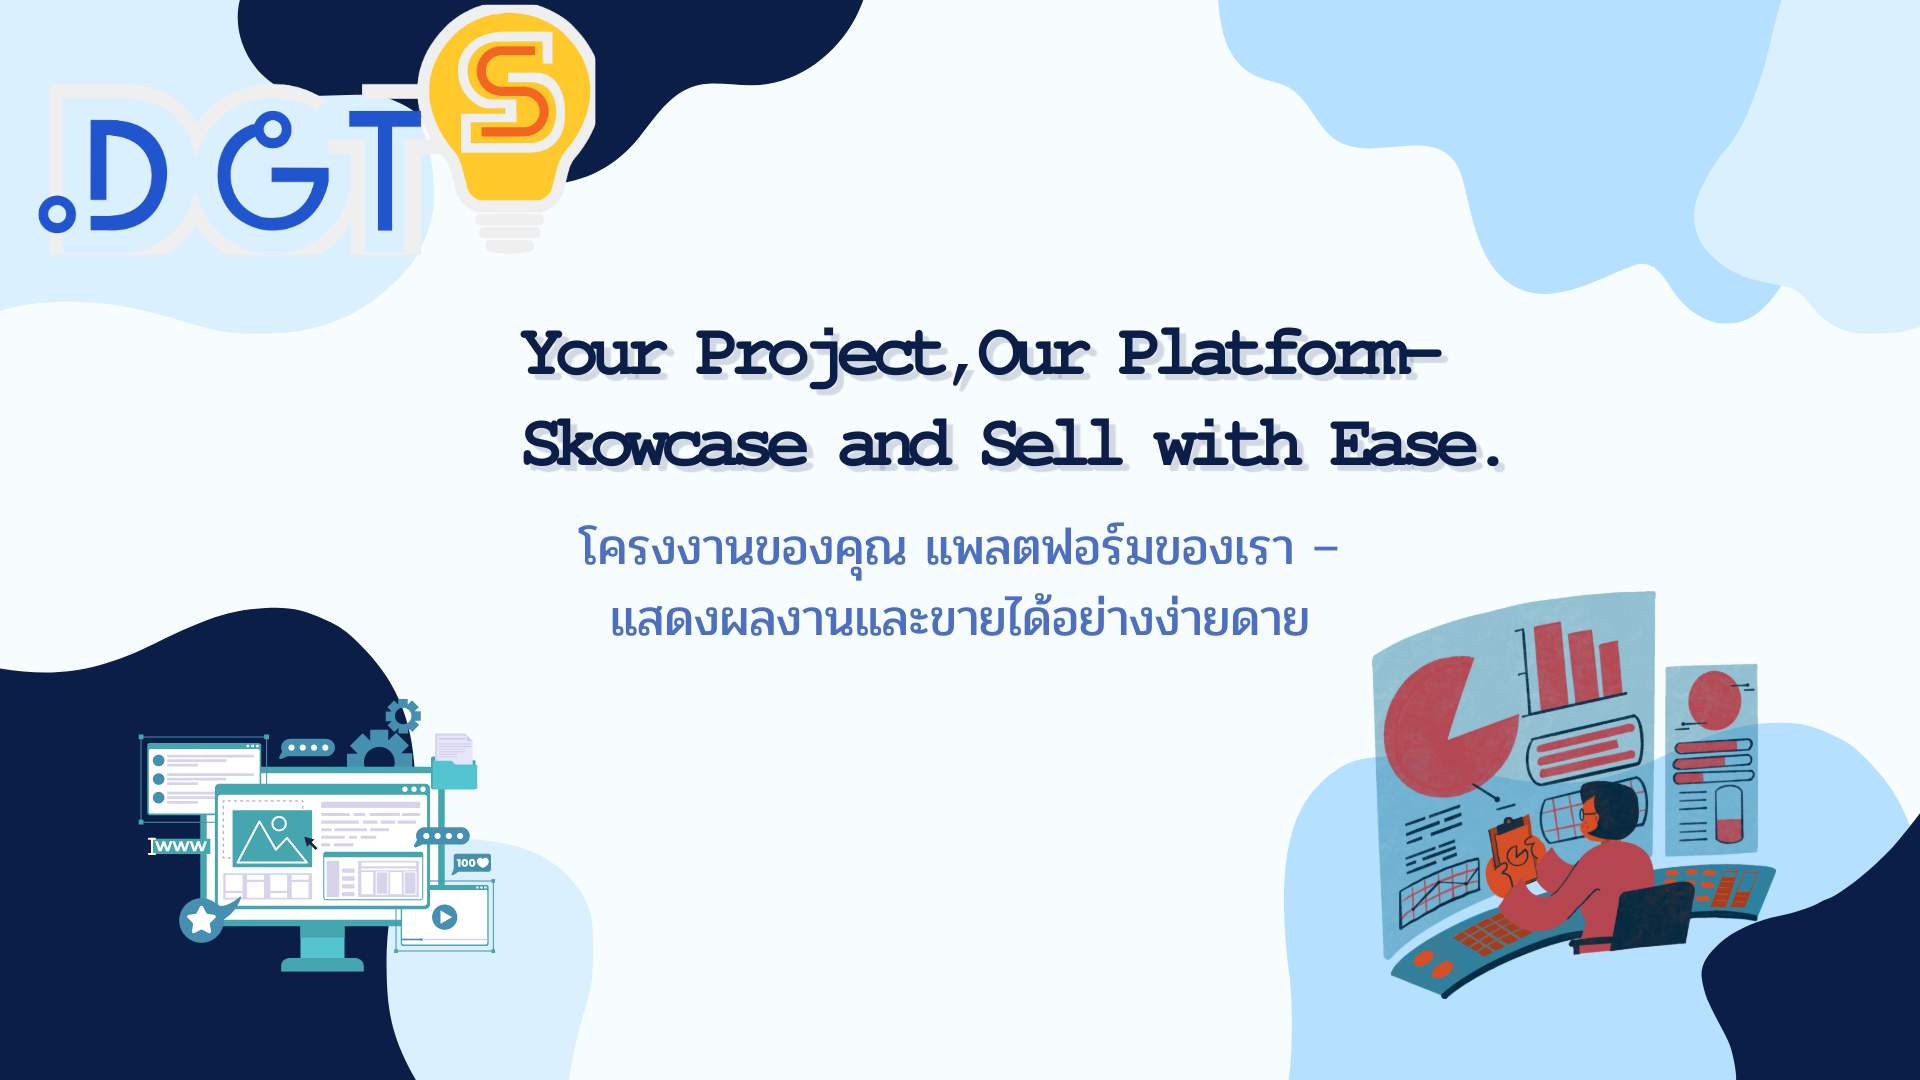 .DGTS
Your Project,Our Platform—
Skowcase and Sell with Ease.
โครงงานของคุณ แพลตฟอร์มของเรา –
แสดงผลงานและขายได้อย่างง่ายดาย
WWW
100